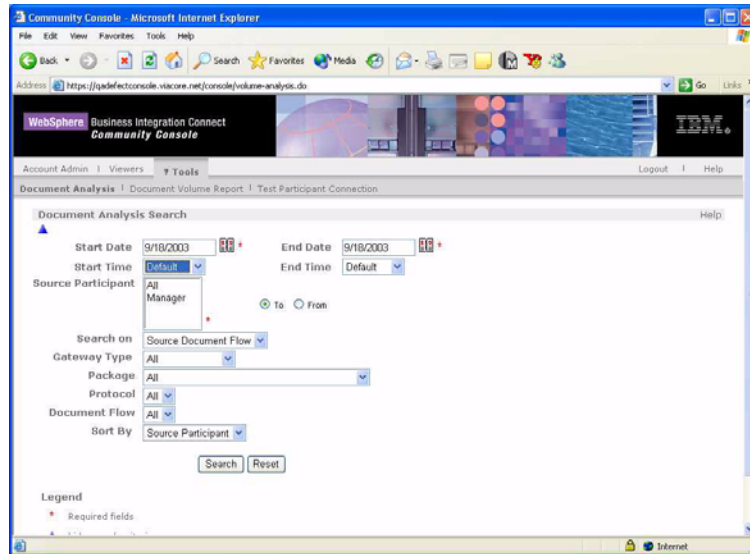 Community Console - Microsoft Internet Explorer
File Edit View Favorites Tools Help
Back Search Favorites Media
Address https://qadefectconsole.viacore.net/console/volume-analysis.do Go Links
WebSphere Business Integration Connect
Community Console
IBM.
Account Admin | Viewers Tools Logout | Help
Document Analysis | Document Volume Report | Test Participant Connection
Document Analysis Search Help
Start Date 9/18/2003 * End Date 9/18/2003 *
Start Time Default End Time Default
Source Participant All
Manager To From
*
Search on Source Document Flow
Gateway Type All
Package All
Protocol All
Document Flow All
Sort By Source Participant
Search Reset
Legend
* Required fields
Internet